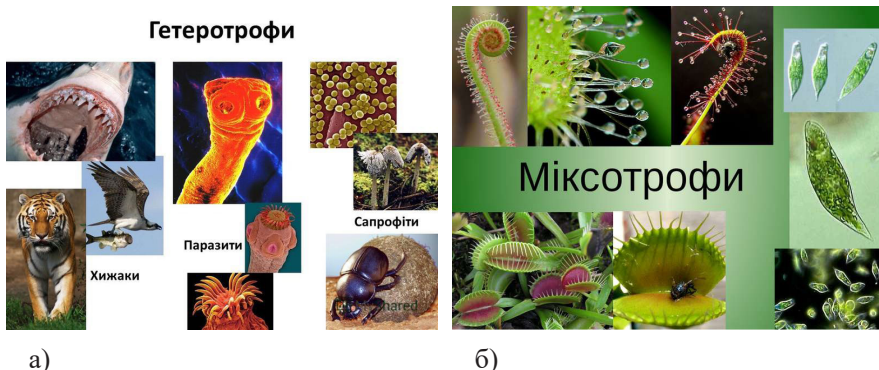 Гетеротрофи
Хижаки
Паразити
Сапрофіти
Міксотрофи
а)
б)